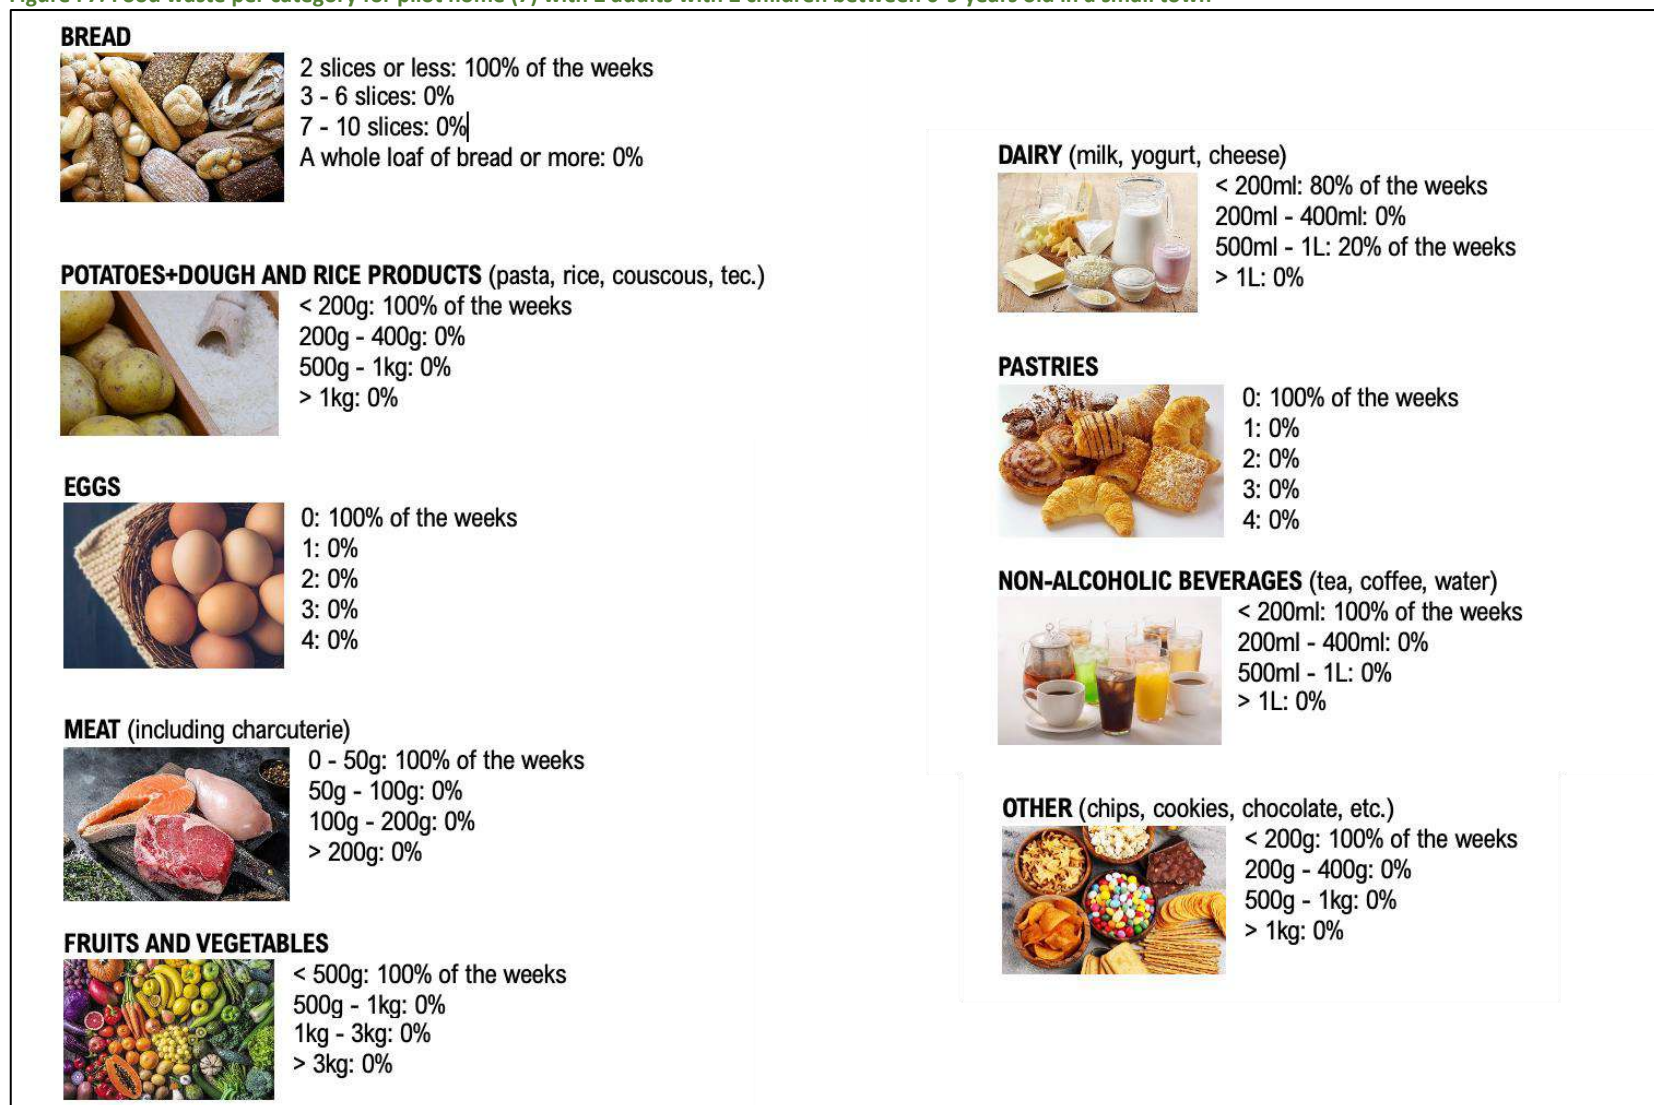 BREAD
2 slices or less: 100% of the weeks
3 - 6 slices: 0%
7 - 10 slices: 0%
A whole loaf of bread or more: 0%
POTATOES+DOUGH AND RICE PRODUCTS (pasta, rice, couscous, tec.)
< 200g: 100% of the weeks
200g - 400g: 0%
500g - 1kg: 0%
> 1kg: 0%
EGGS
0: 100% of the weeks
1: 0%
2: 0%
3: 0%
4: 0%
MEAT (including charcuterie)
0 - 50g: 100% of the weeks
50g - 100g: 0%
100g - 200g: 0%
> 200g: 0%
FRUITS AND VEGETABLES
< 500g: 100% of the weeks
500g - 1kg: 0%
1kg - 3kg: 0%
> 3kg: 0%
DAIRY (milk, yogurt, cheese)
< 200ml: 80% of the weeks
200ml - 400ml: 0%
500ml - 1L: 20% of the weeks
> 1L: 0%
PASTRIES
0: 100% of the weeks
1: 0%
2: 0%
3: 0%
4: 0%
NON-ALCOHOLIC BEVERAGES (tea, coffee, water)
< 200ml: 100% of the weeks
200ml - 400ml: 0%
500ml - 1L: 0%
> 1L: 0%
OTHER (chips, cookies, chocolate, etc.)
< 200g: 100% of the weeks
200g - 400g: 0%
500g - 1kg: 0%
> 1kg: 0%